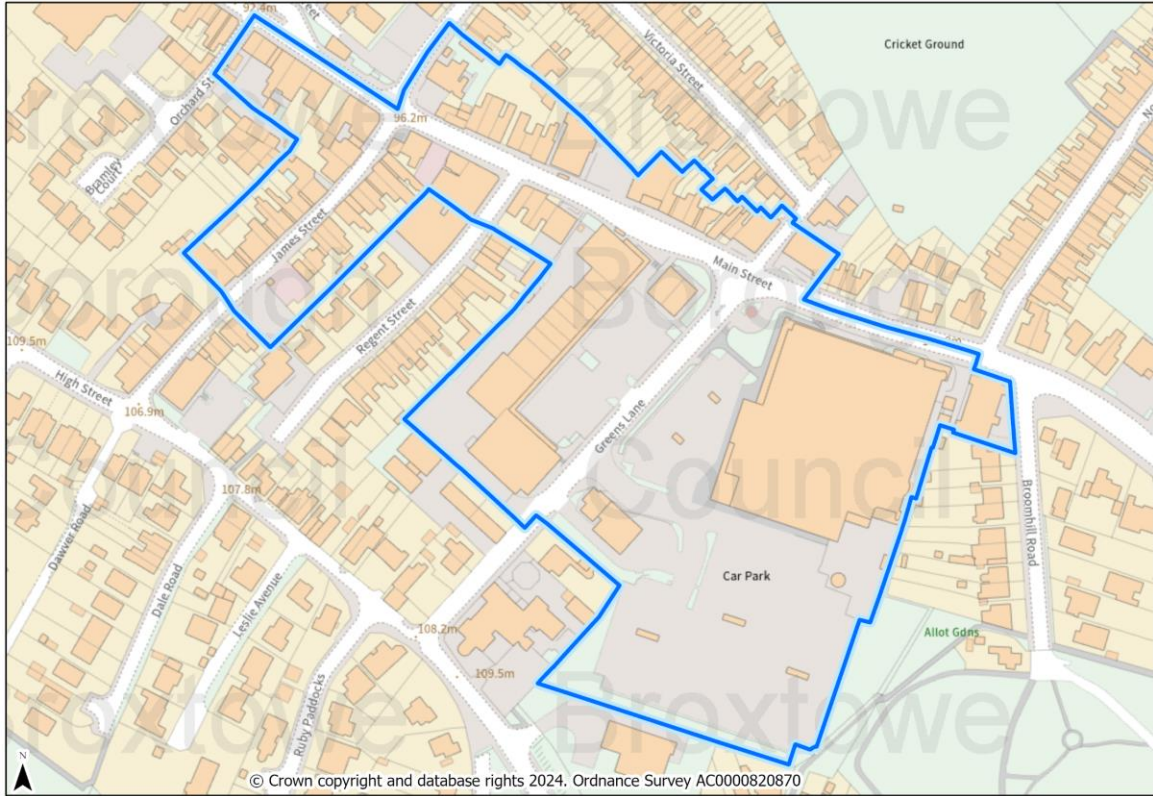 92.4m
Cricket Ground
Victoria Street
Orchard St
96.2m
Bramley
Court
James Street
Main Street
Regent Street
109.5m
High Street
106.9m
Greens Lane
107.8m
Broomhill Road
Dawver Road
Dale Road
Leslie Avenue
Car Park
Allot Gdns
108.2m
109.5m
Ruby Paddocks
Broxtowe
Borough
Council
Broxtowe
N
© Crown copyright and database rights 2024. Ordnance Survey AC0000820870